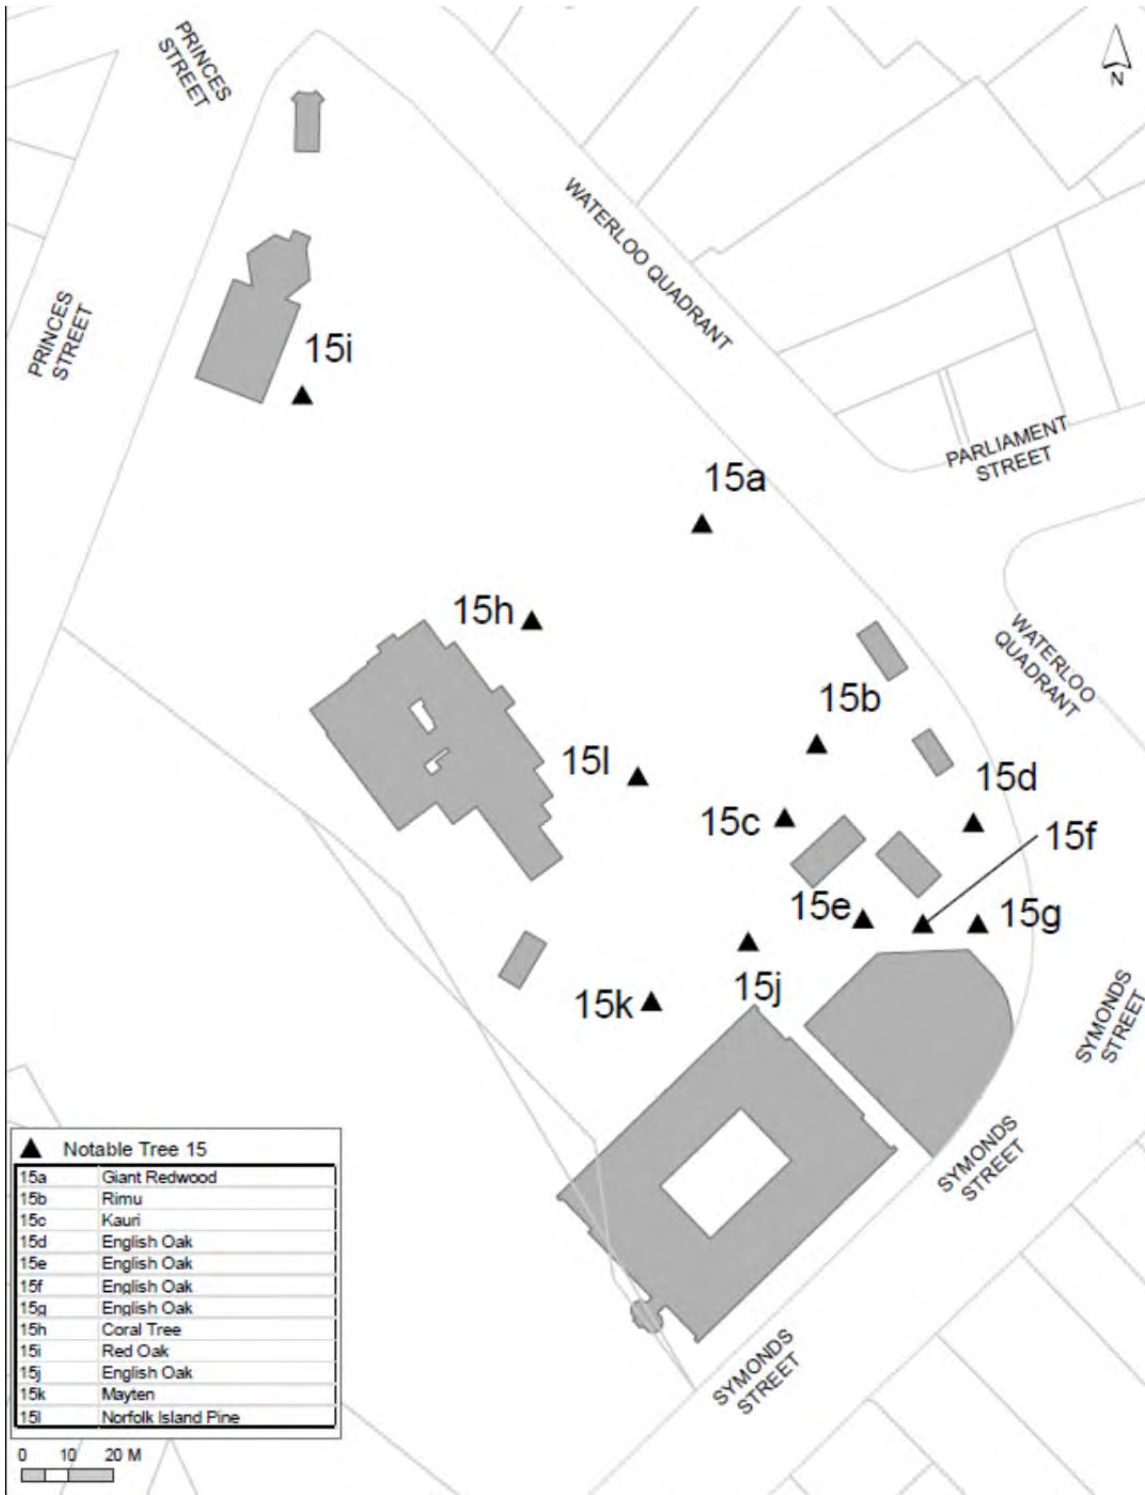 PRINCES
STREET
N
WATERLOO QUADRANT
PRINCES
STREET
15i
PARLIAMENT
STREET
15a
15h
WATERLOO
QUADRANT
15b
15l
15d
15c
15f
15e
15g
15j
15k
SYMONDS
STREET
SYMONDS
STREET
SYMONDS
STREET
Notable Tree 15
15a Giant Redwood
15b Rimu
15c Kauri
15d English Oak
15e English Oak
15f English Oak
15g English Oak
15h Coral Tree
15i Red Oak
15j English Oak
15k Mayten
15l Norfolk Island Pine
0 10 20 M